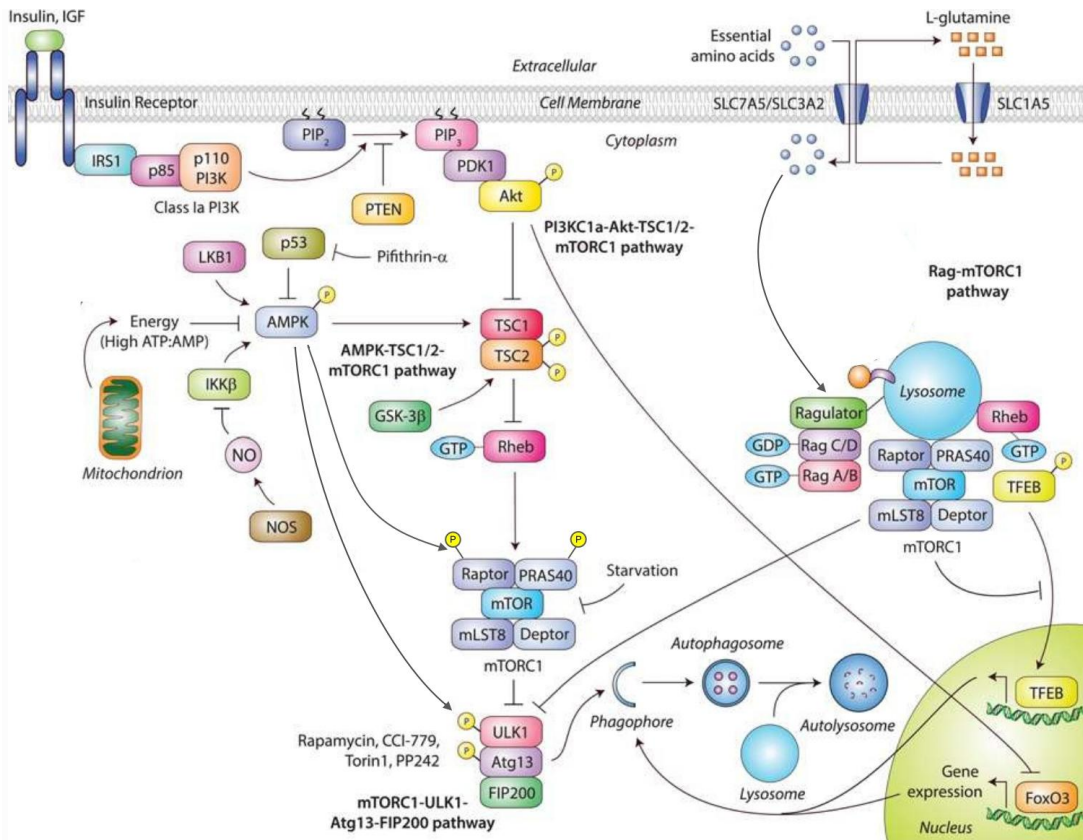 Insulin, IGF
L-glutamine
Essential
amino acids
Extracellular
Insulin Receptor
Cell Membrane
SLC7A5/SLC3A2
SLC1A5
PIP2
PIP3
Cytoplasm
IRS1
p85
p110
PI3K
PDK1
Akt
P
Class Ia PI3K
PTEN
PI3KC1a-Akt-TSC1/2-
mTORC1 pathway
p53
LKB1
Pifithrin-α
Rag-mTORC1
pathway
P
Energy
(High ATP:AMP)
AMPK
TSC1
TSC2
P
P
AMPK-TSC1/2-
mTORC1 pathway
IKKβ
GSK-3β
Lysosome
Ragulator
Rheb
GTP
Rheb
GDP
Rag C/D
GTP
Rag A/B
GTP
Raptor
PRAS40
P
TFEB
mTOR
mLST8
Deptor
mTORC1
Mitochondrion
NO
NOS
P
P
Raptor
PRAS40
Starvation
mTOR
mLST8
Deptor
mTORC1
Autophagosome
Phagophore
Autolysosome
Lysosome
TFEB
P
ULK1
P
Atg13
FIP200
Rapamycin, CCI-779,
Torin1, PP242
mTORC1-ULK1-
Atg13-FIP200 pathway
Gene
expression
FoxO3
Nucleus